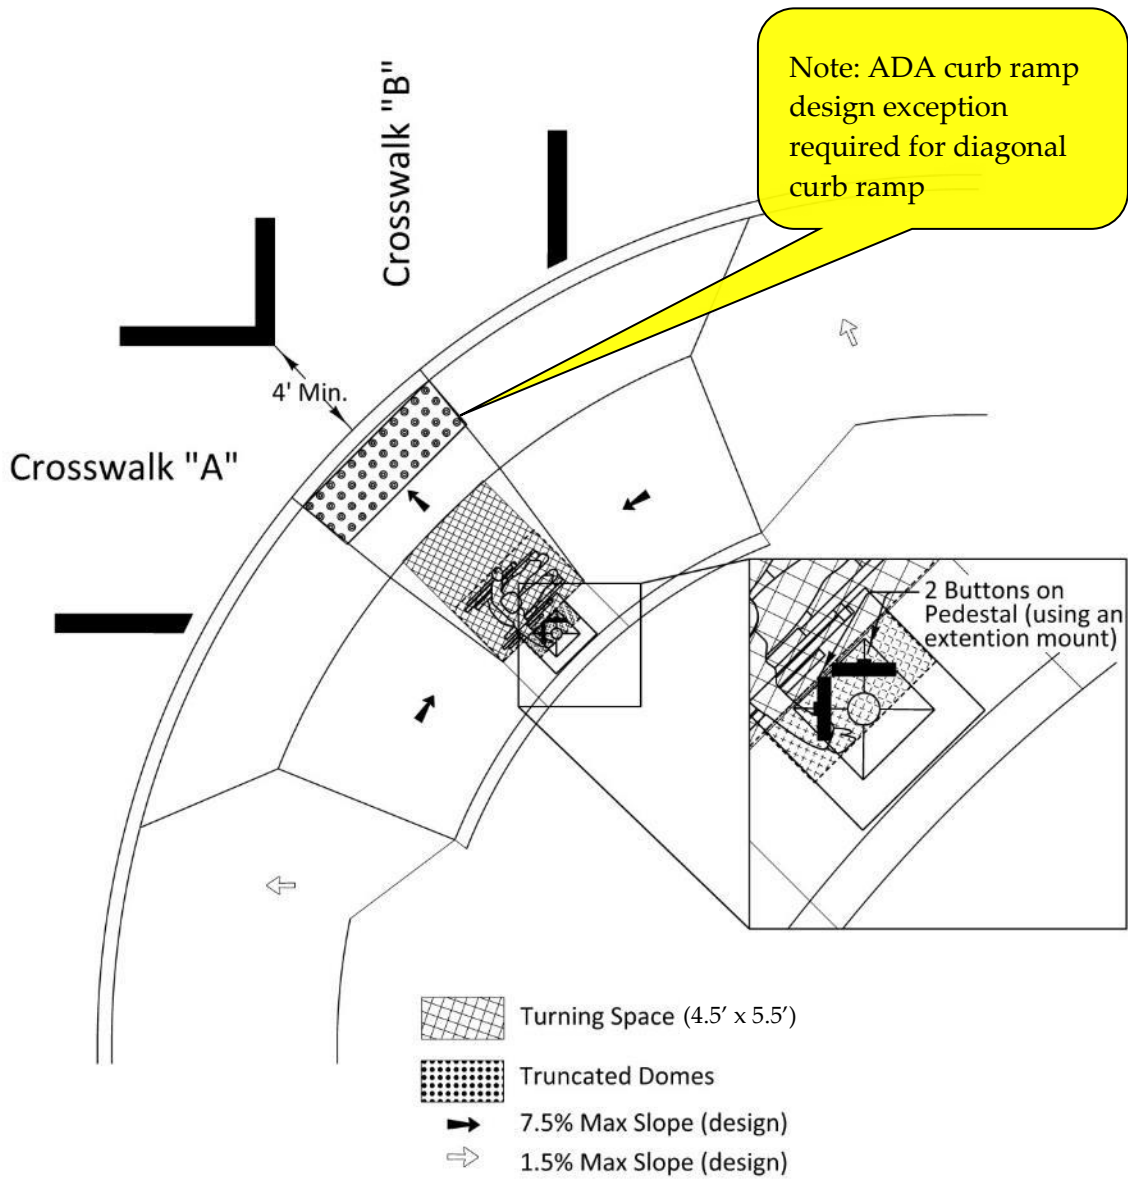 Note: ADA curb ramp
design exception
required for diagonal
curb ramp
Crosswalk "B"
4' Min.
Crosswalk "A"
2 Buttons on
Pedestal (using an
extention mount)
Turning Space (4.5' x 5.5')
Truncated Domes
7.5% Max Slope (design)
1.5% Max Slope (design)